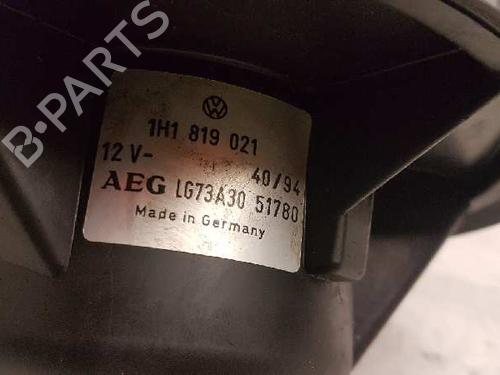 1H1 819 021
12 V- 40/94
AEG LG73A30 51780
Made in Germany
B-PARTS